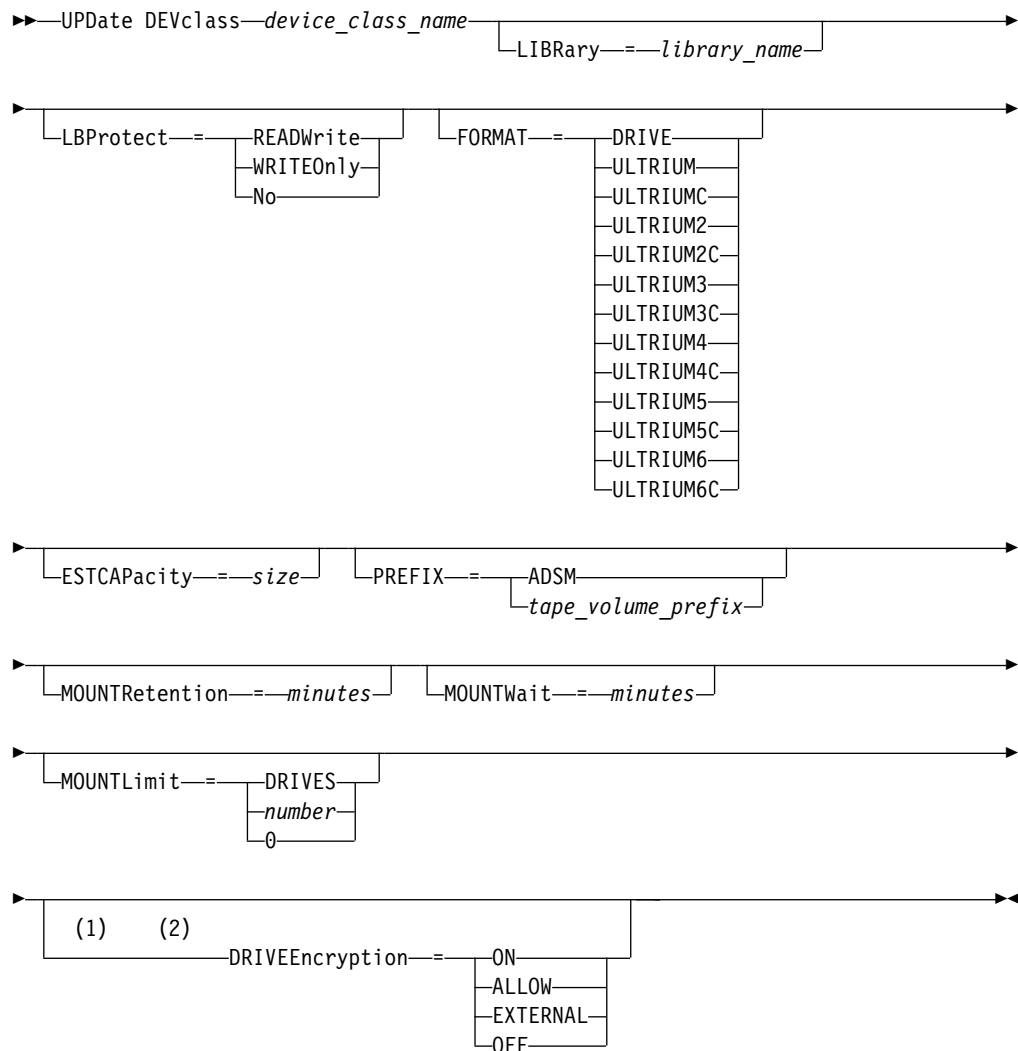 UPDate DEVclass device_class_name
LIBRary = library_name
LBProtect = READWrite
WRITEOnly
No
FORMAT = DRIVE
ULTRIUM
ULTRIUMC
ULTRIUM2
ULTRIUM2C
ULTRIUM3
ULTRIUM3C
ULTRIUM4
ULTRIUM4C
ULTRIUM5
ULTRIUM5C
ULTRIUM6
ULTRIUM6C
ESTCAPacity = size
PREFIX = ADSM
tape_volume_prefix
MOUNTRetention = minutes
MOUNTWait = minutes
MOUNTLimit = DRIVES
number
0
(1) (2)
DRIVEEncryption = ON
ALLOW
EXTERNAL
OFF